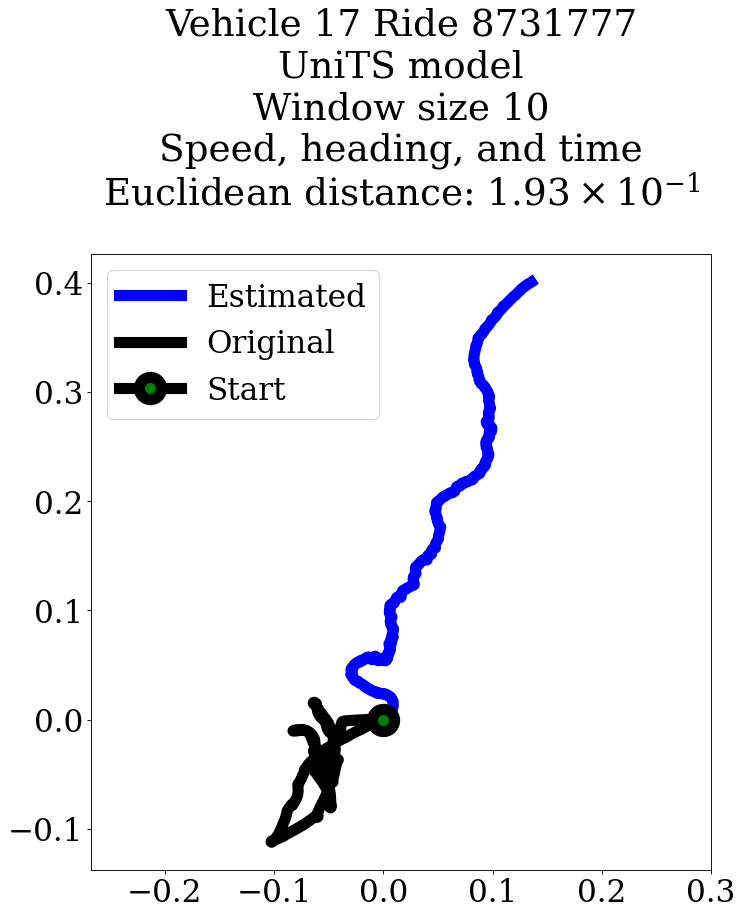 Vehicle 17 Ride 8731777
UniTS model
Window size 10
Speed, heading, and time
Euclidean distance: 1.93 × 10⁻¹
Estimated
Original
Start
0.4
0.3
0.2
0.1
0.0
−0.1
−0.2 −0.1 0.0 0.1 0.2 0.3